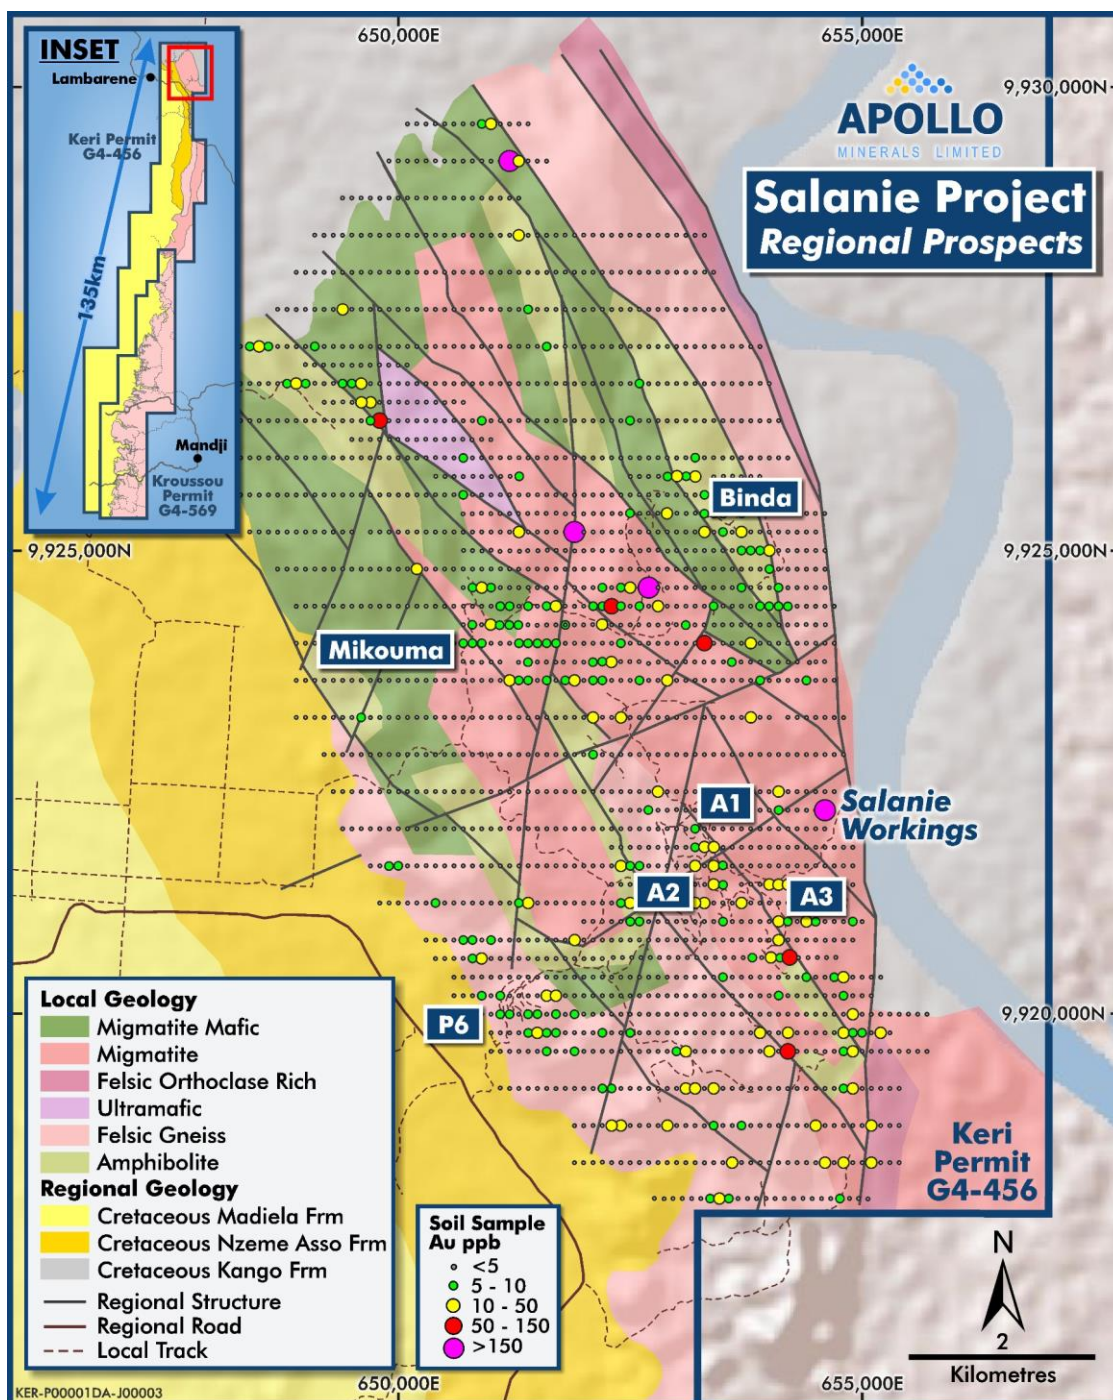 650,000E
655,000E
INSET
Lambarene
Keri Permit
G4-456
135km
Mandji
Kroussou
Permit
G4-569
9,930,000N
APOLLO
MINERALS LIMITED
Salanie Project
Regional Prospects
Binda
9,925,000N
9,925,000N
Mikouma
A1
Salanie
Workings
A2
A3
P6
9,920,000N
Keri
Permit
G4-456
Local Geology
Migmatite Mafic
Migmatite
Felsic Orthoclase Rich
Ultramafic
Felsic Gneiss
Amphibolite
Regional Geology
Cretaceous Madiela Frm
Cretaceous Nzeme Asso Frm
Cretaceous Kango Frm
Regional Structure
Regional Road
Local Track
Soil Sample
Au ppb
<5
5 - 10
10 - 50
50 - 150
>150
N
2
Kilometres
KER-P00001DA-J00003
650,000E
655,000E